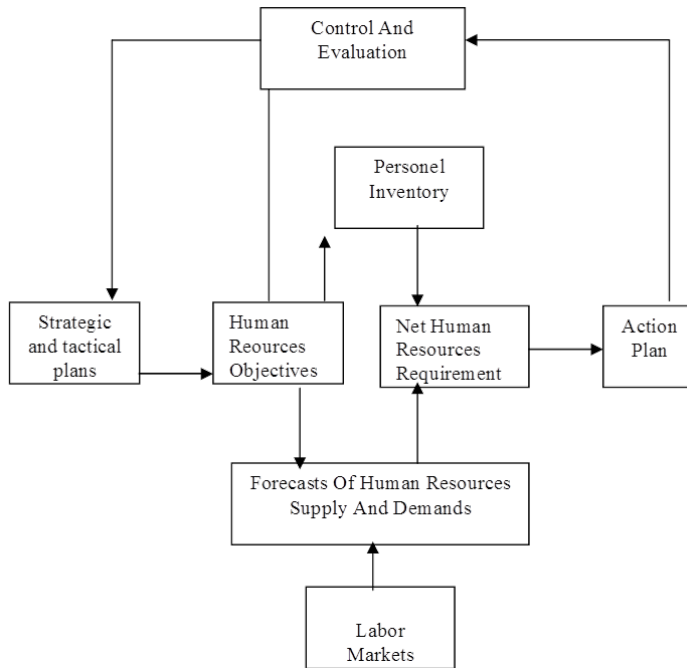 Control And
Evaluation
Personel
Inventory
Strategic
and tactical
plans
Human
Reources
Objectives
Net Human
Resources
Requirement
Action
Plan
Forecasts Of Human Resources
Supply And Demands
Labor
Markets